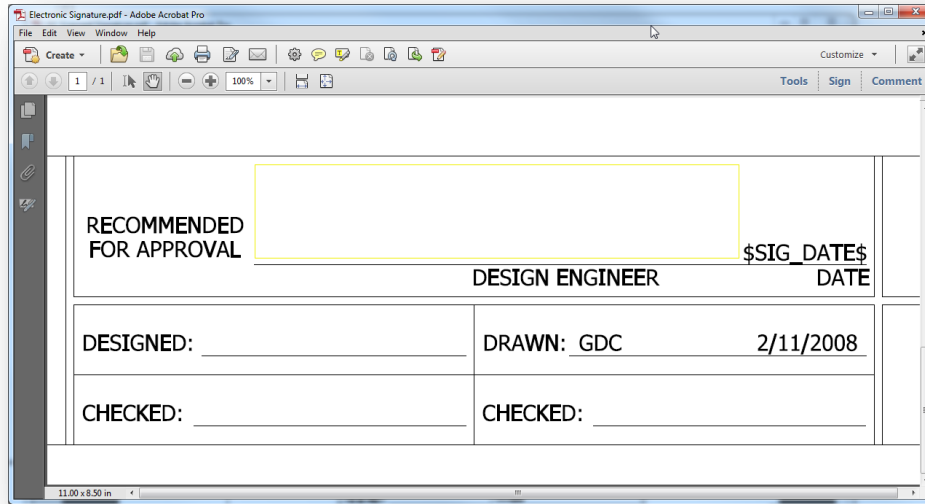 Electronic Signature.pdf - Adobe Acrobat Pro
File Edit View Window Help
Create
Customize
1 / 1
100%
Tools Sign Comment
RECOMMENDED
FOR APPROVAL
$SIG_DATE$
DESIGN ENGINEER DATE
DESIGNED: DRAWN: GDC 2/11/2008
CHECKED: CHECKED:
11.00 x 8.50 in